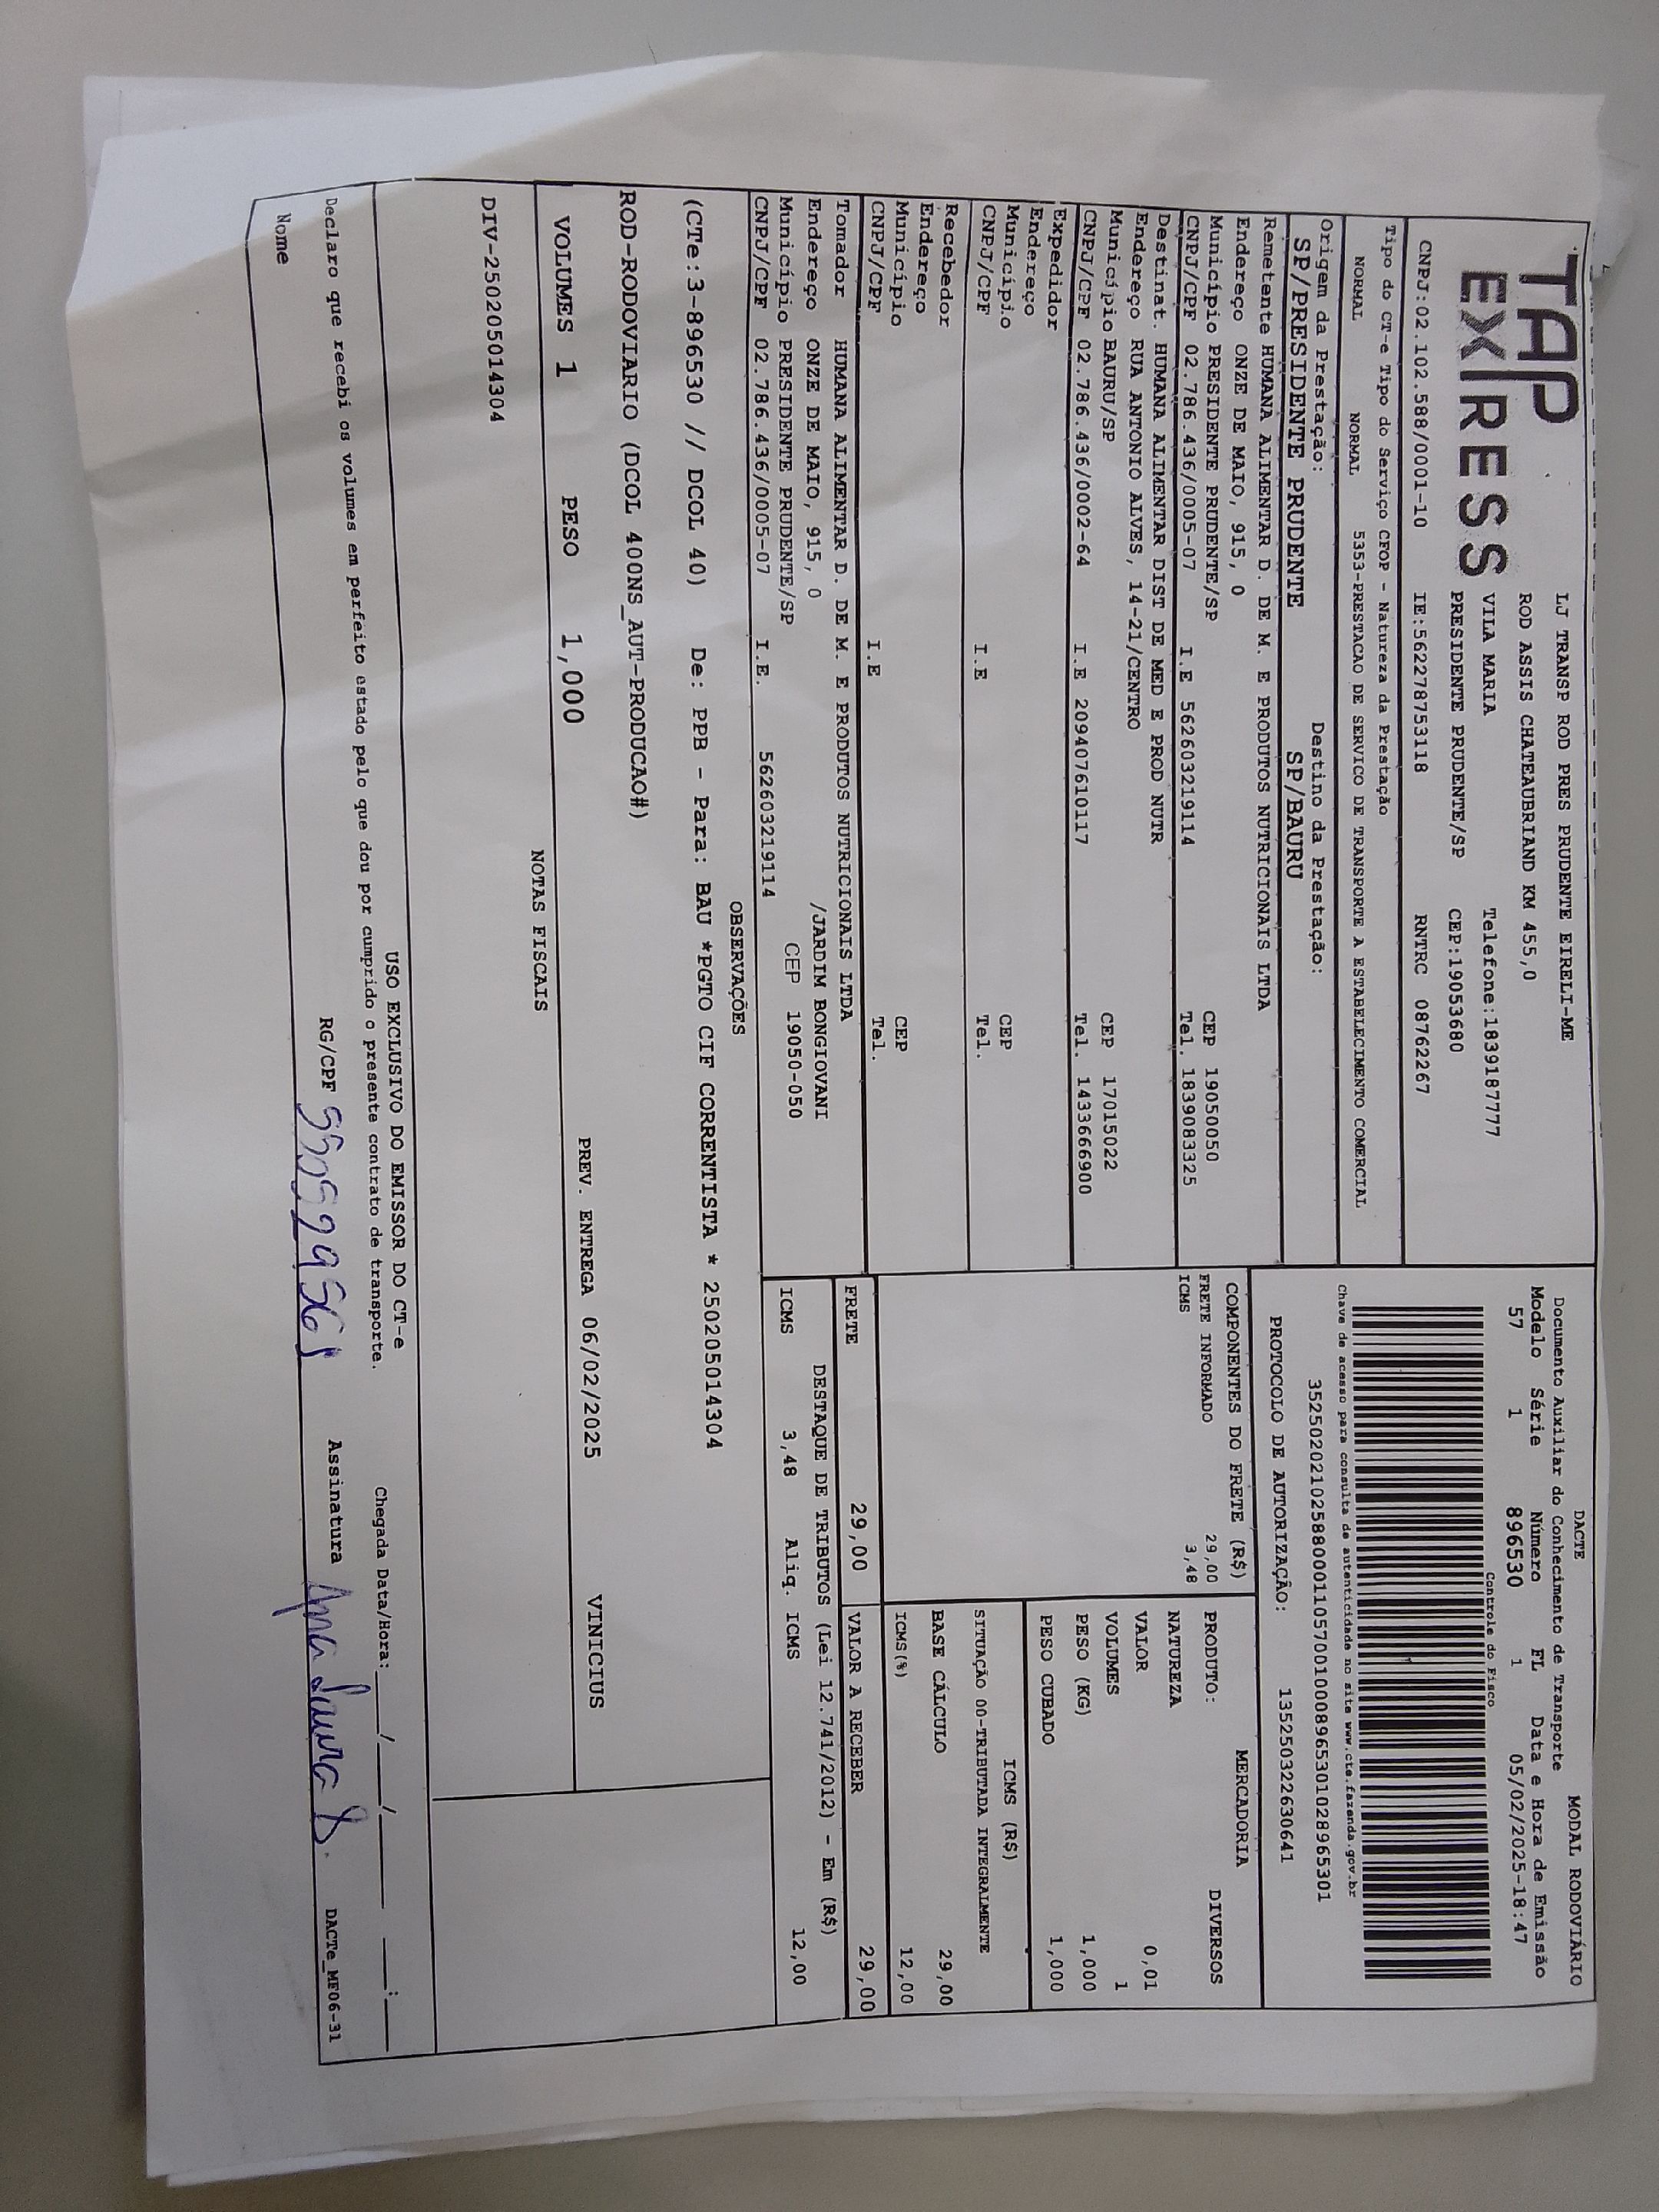 TAP
EXPRESS
LJ TRANSP ROD PRES PRUDENTE EIRELI-ME
ROD ASSIS CHATEAUBRIAND KM 455,0
VILA MARIA Telefone:1839187777
PRESIDENTE PRUDENTE/SP CEP:19053680
CNPJ:02.102.588/0001-10 IE:562278753118 RNTRC 08762267
Tipo do CT-e Tipo do Serviço CFOP - Natureza da Prestação
NORMAL NORMAL 5353-PRESTACAO DE SERVICO DE TRANSPORTE A ESTABELECIMENTO COMERCIAL
Origem da Prestação: Destino da Prestação:
SP/PRESIDENTE PRUDENTE SP/BAURU
DACTE MODAL RODOVIÁRIO
Documento Auxiliar do Conhecimento de Transporte
Modelo Série Número FL Data e Hora de Emissão
57 1 896530 1 05/02/2025-18:47
Controle do Fisco
Chave de acesso para consulta de autenticidade no site www.cte.fazenda.gov.br
35250202102588000110570010008965301028965301
PROTOCOLO DE AUTORIZAÇÃO: 135250322630641
Remetente HUMANA ALIMENTAR D. DE M. E PRODUTOS NUTRICIONAIS LTDA
Endereço ONZE DE MAIO, 915, 0
Município PRESIDENTE PRUDENTE/SP CEP 19050050
CNPJ/CPF 02.786.436/0005-07 I.E 562603219114 Tel. 1839083325
Destinat. HUMANA ALIMENTAR DIST DE MED E PROD NUTR
Endereço RUA ANTONIO ALVES, 14-21/CENTRO
Município BAURU/SP CEP 17015022
CNPJ/CPF 02.786.436/0002-64 I.E 209407610117 Tel. 1433666900
Expedidor
Endereço
Município CEP
CNPJ/CPF I.E Tel.
Recebedor
Endereço
Município CEP
CNPJ/CPF I.E Tel.
Tomador HUMANA ALIMENTAR D. DE M. E PRODUTOS NUTRICIONAIS LTDA
Endereço ONZE DE MAIO, 915, 0 /JARDIM BONGIOVANI
Município PRESIDENTE PRUDENTE/SP CEP 19050-050
CNPJ/CPF 02.786.436/0005-07 I.E. 562603219114
COMPONENTES DO FRETE (R$)
FRETE INFORMADO 29,00
ICMS 3,48
MERCADORIA
PRODUTO: DIVERSOS
NATUREZA
VALOR 0,01
VOLUMES 1
PESO (KG) 1,000
PESO CUBADO 1,000
ICMS (R$)
SITUAÇÃO 00-TRIBUTADA INTEGRALMENTE
BASE CÁLCULO 29,00
ICMS(%) 12,00
FRETE 29,00 VALOR A RECEBER 29,00
DESTAQUE DE TRIBUTOS (Lei 12.741/2012) - Em (R$)
ICMS 3,48 Aliq. ICMS 12,00
OBSERVAÇÕES
(CTe:3-896530 // DCOL 40) De: PPB - Para: BAU *PGTO CIF CORRENTISTA * 250205014304
ROD-RODOVIARIO (DCOL 400NS_AUT-PRODUCAO#)
VOLUMES 1 PESO 1,000 PREV. ENTREGA 06/02/2025 VINICIUS
NOTAS FISCAIS
DIV-250205014304
USO EXCLUSIVO DO EMISSOR DO CT-e
Declaro que recebi os volumes em perfeito estado pelo que dou por cumprido o presente contrato de transporte. Chegada Data/Hora:____/____/____ __:__
Nome RG/CPF Assinatura Ana Laura DACTe_MF06-31